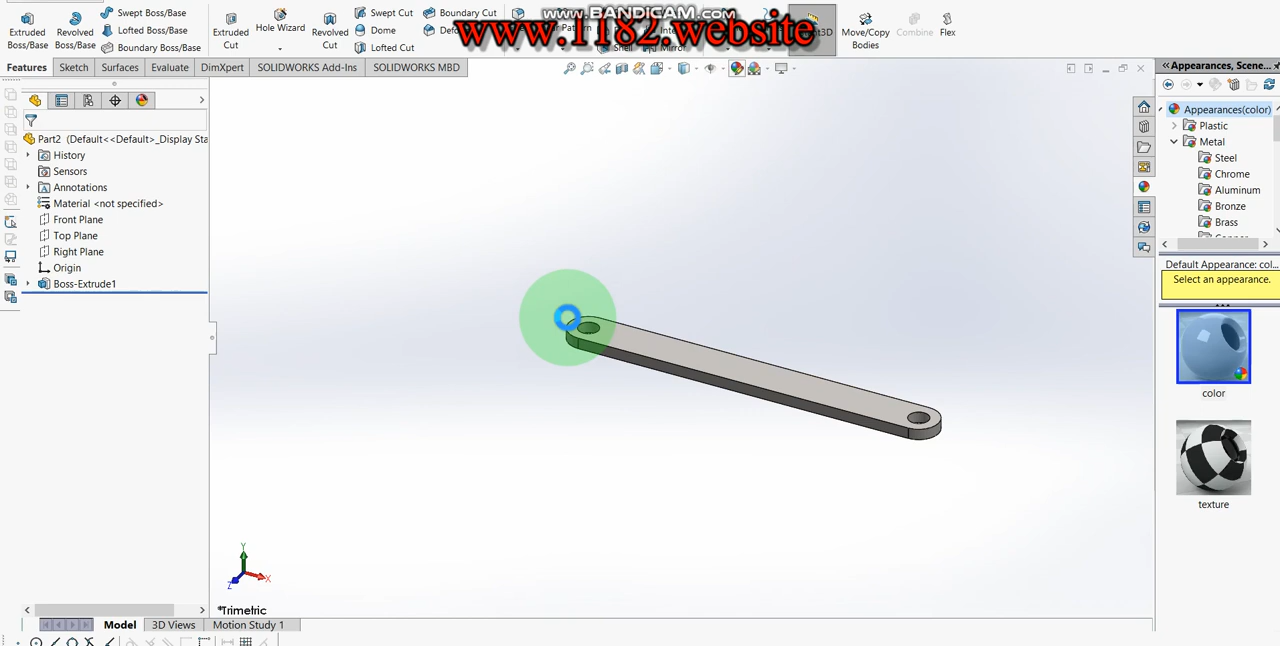 Swept Boss/Base
Boundary Cut
www.BANDICAM.com
www.1182.website
Extruded Boss/Base
Revolved Boss/Base
Lofted Boss/Base
Boundary Boss/Base
Extruded Cut
Hole Wizard
Revolved Cut
Swept Cut
Dome
Lofted Cut
Shell
Mirror
Move/Copy Bodies
Combine
Flex
Features
Sketch
Surfaces
Evaluate
DimXpert
SOLIDWORKS Add-Ins
SOLIDWORKS MBD
Appearances, Scene...
Part2 (Default<<Default>_Display Sta
History
Sensors
Annotations
Material <not specified>
Front Plane
Top Plane
Right Plane
Origin
Boss-Extrude1
Appearances(color)
Plastic
Metal
Steel
Chrome
Aluminum
Bronze
Brass
Default Appearance: col...
Select an appearance.
color
texture
Y
X
Z
*Trimetric
Model
3D Views
Motion Study 1